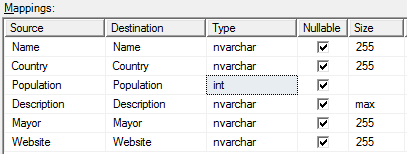 Mappings:
Source Destination Type Nullable Size
Name Name nvarchar 255
Country Country nvarchar 255
Population Population int
Description Description nvarchar max
Mayor Mayor nvarchar 255
Website Website nvarchar 255